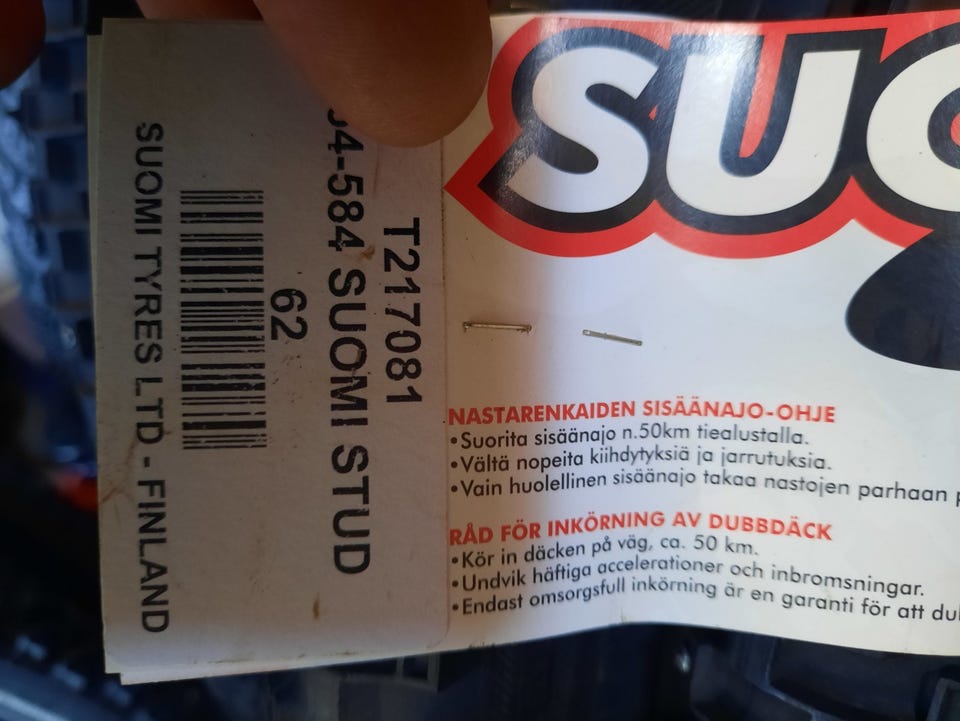 T217081
54-584 SUOMI STUD
62
SUOMI TYRES LTD - FINLAND
SUO
NASTARENKAIDEN SISÄÄNAJO-OHJE
•Suorita sisäänajo n.50km tiealustalla.
•Vältä nopeita kiihdytyksiä ja jarrutuksia.
•Vain huolellinen sisäänajo takaa nastojen parhaan
RÅD FÖR INKÖRNING AV DUBBDÄCK
•Kör in däcken på väg, ca. 50 km.
•Undvik häftiga accelerationer och inbromsningar.
•Endast omsorgsfull inkörning är en garanti för att